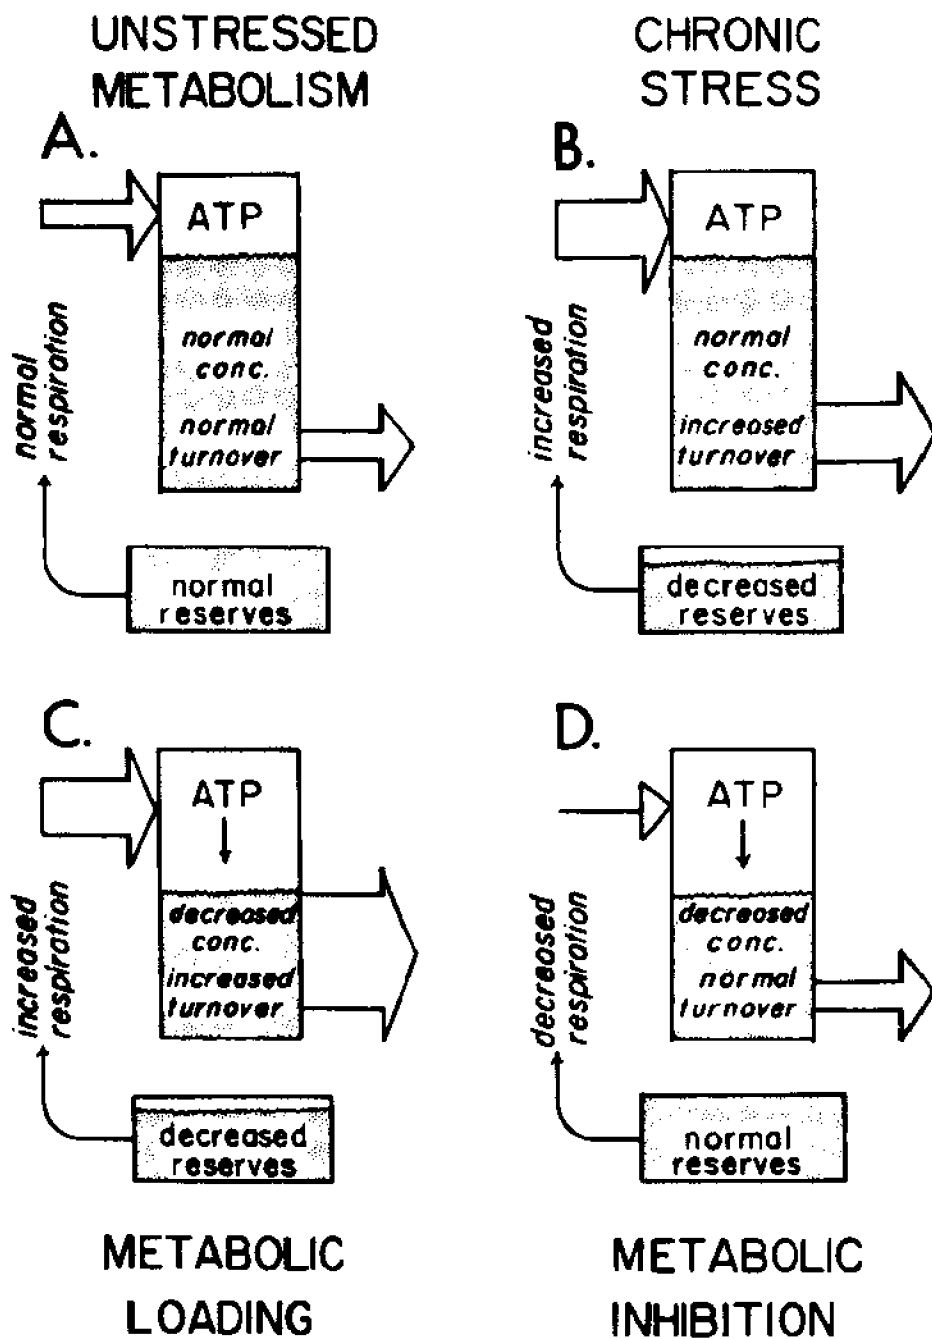 UNSTRESSED
METABOLISM
A.
ATP
normal
conc.
normal
turnover
normal
respiration
normal
reserves
CHRONIC
STRESS
B.
ATP
normal
conc.
increased
turnover
increased
respiration
decreased
reserves
C.
ATP
decreased
conc.
increased
turnover
increased
respiration
decreased
reserves
METABOLIC
LOADING
D.
ATP
decreased
conc.
normal
turnover
decreased
respiration
normal
reserves
METABOLIC
INHIBITION